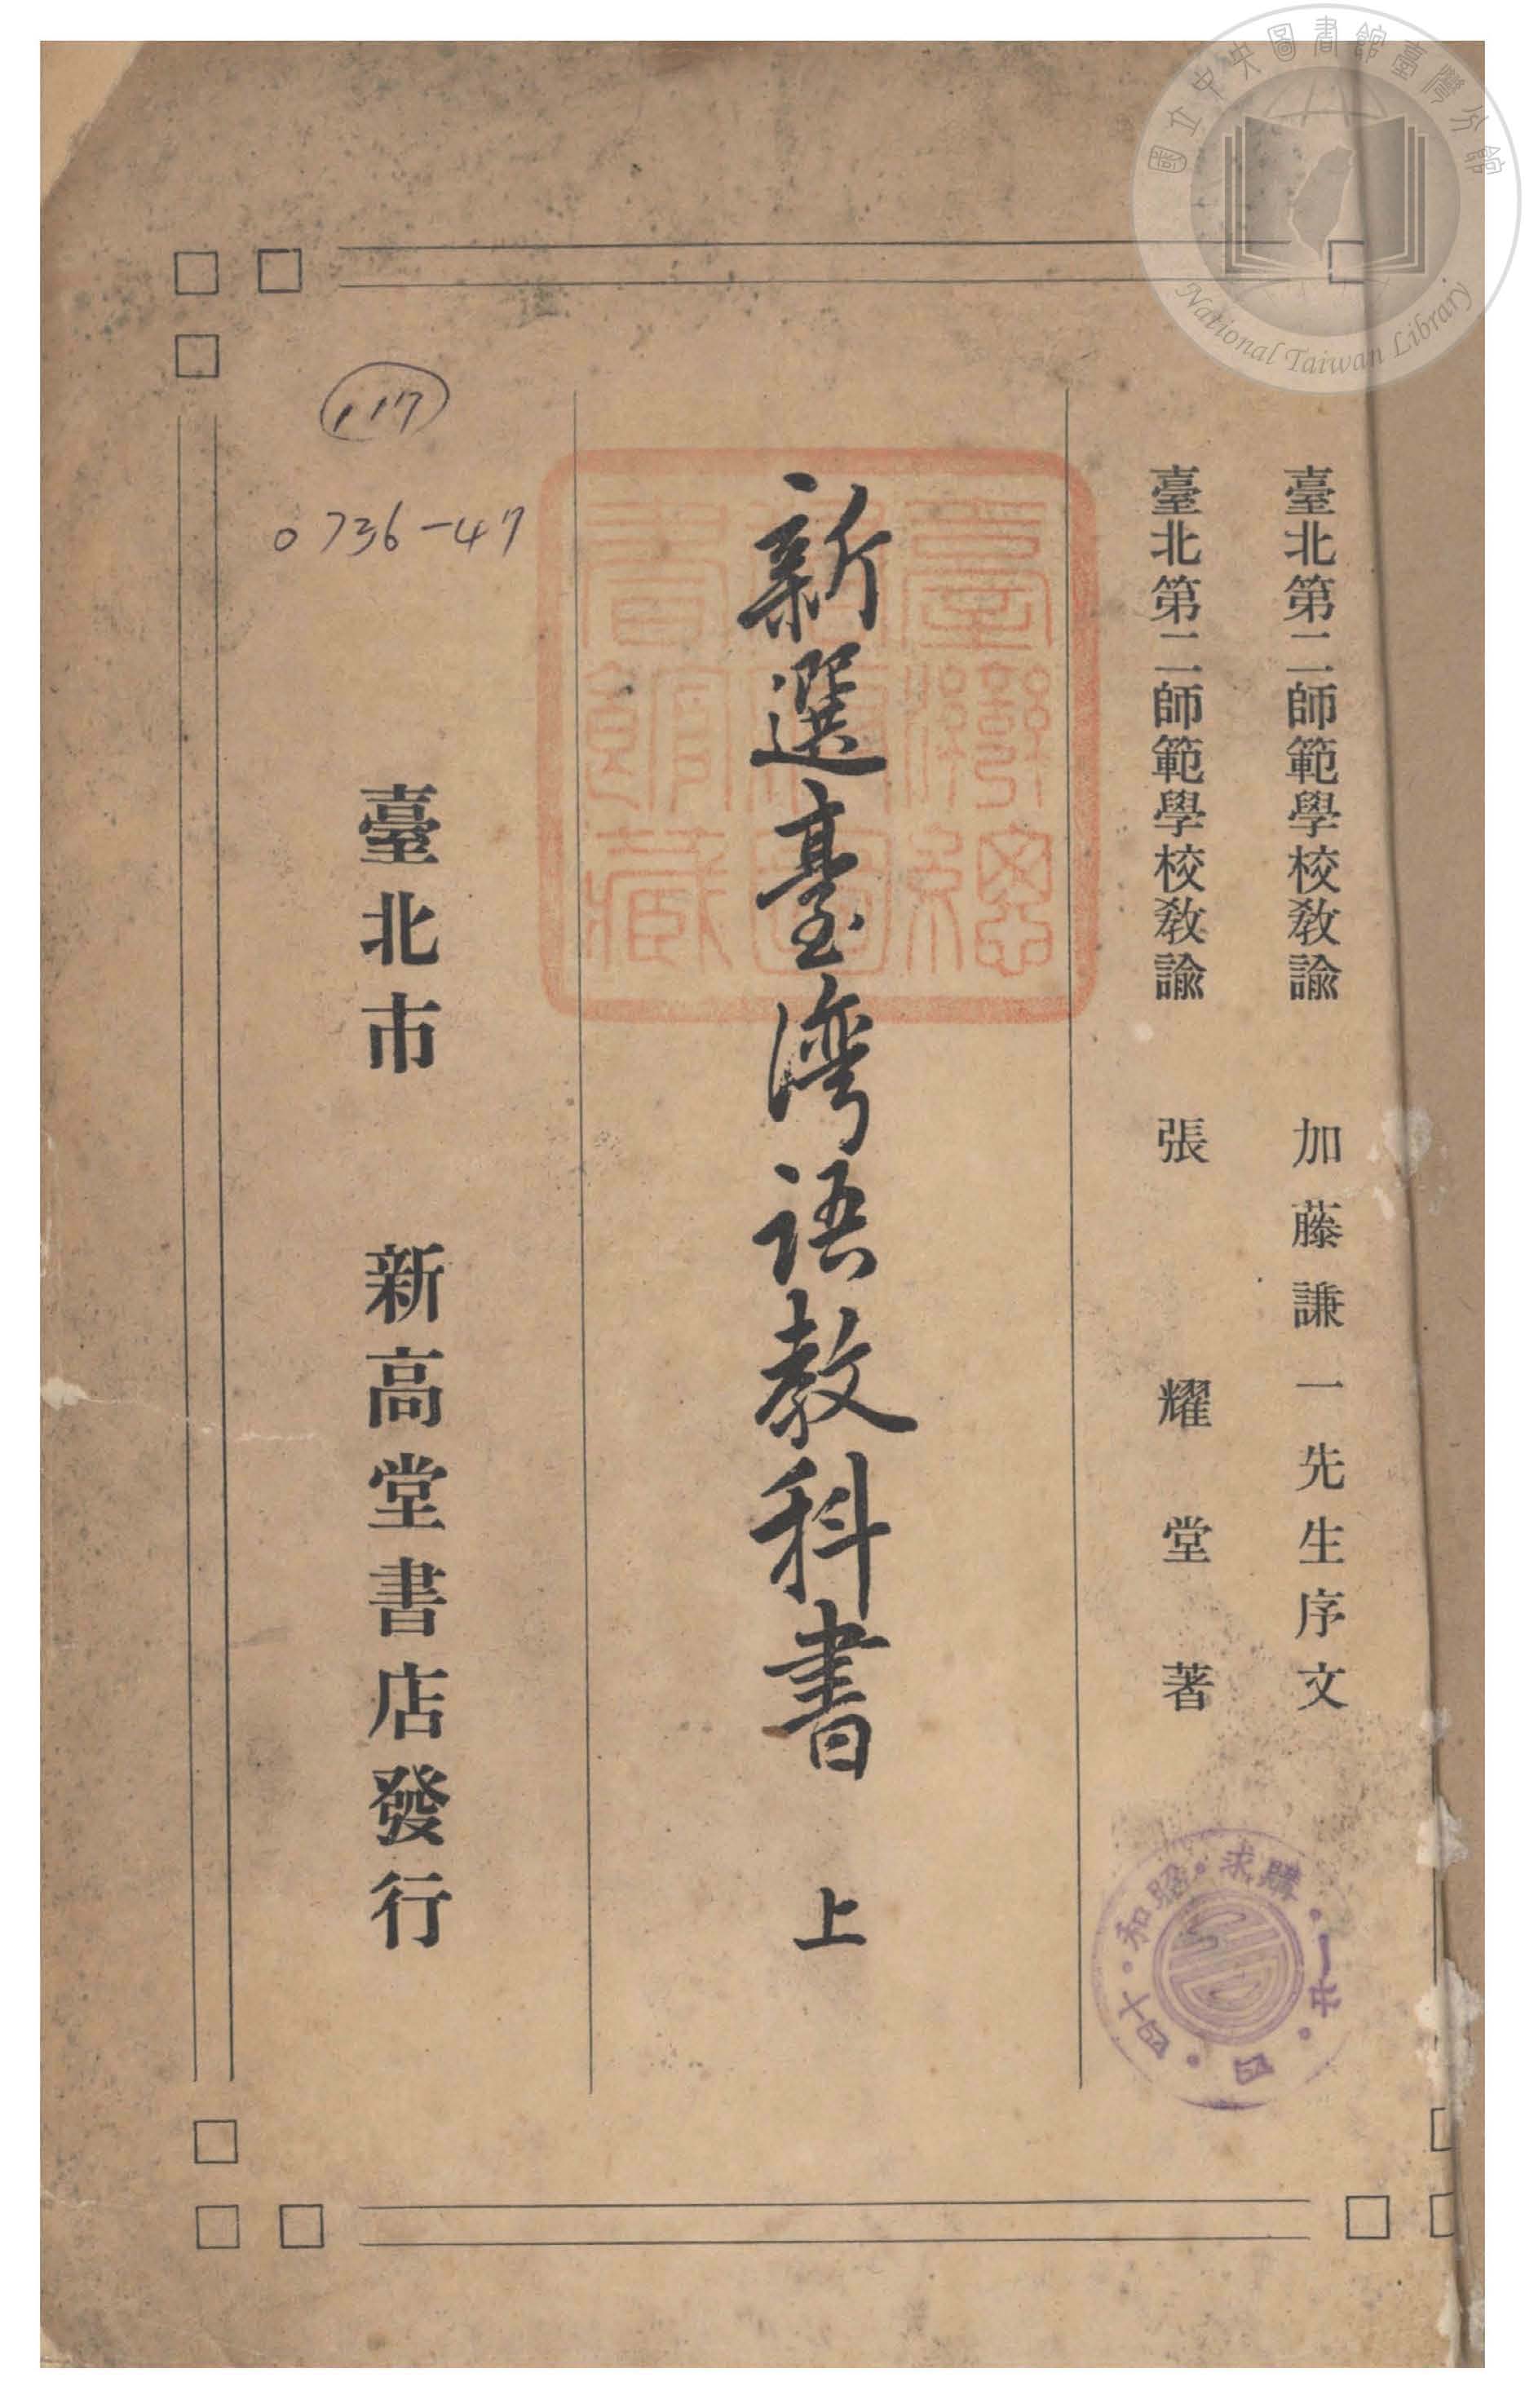 國立中央圖書館臺灣分館
National Taiwan Library
臺北第二師範學校教諭 加藤謙一先生序文
臺北第二師範學校教諭 張耀堂著
新選臺湾語教科書 上
臺北市 新高堂書店發行
117
0736-47
臺灣總督府圖書館藏
昭和十四・四・一五・購求